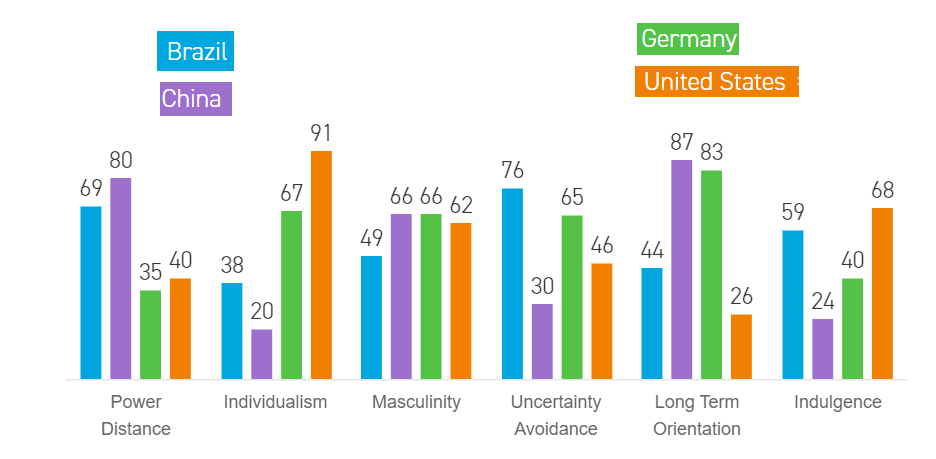 Brazil
China
Germany
United States
69 80 35 40
38 20 67 91
49 66 66 62
76 30 65 46
44 87 83 26
59 24 40 68
Power
Distance
Individualism
Masculinity
Uncertainty
Avoidance
Long Term
Orientation
Indulgence